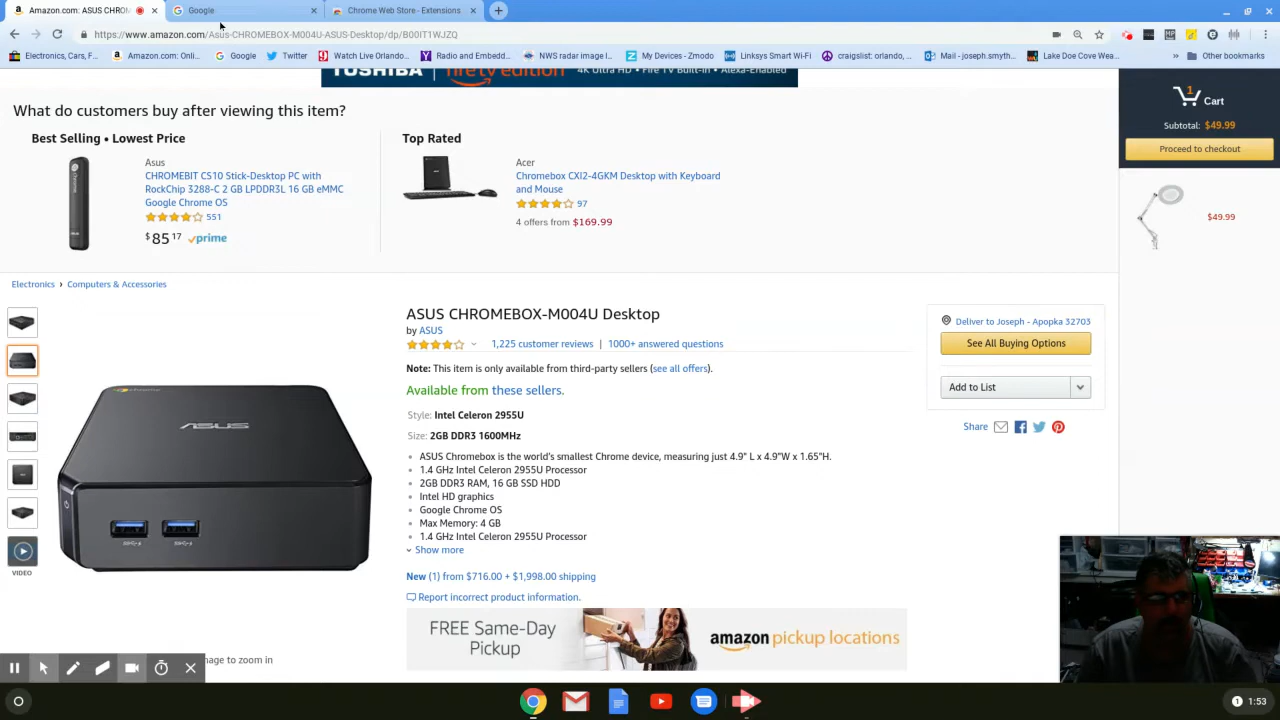 Amazon.com: ASUS CHROM
Google
Chrome Web Store - Extensions
https://www.amazon.com/Asus-CHROMEBOX-M004U-ASUS-Desktop/dp/B00IT1WJZQ
Electronics, Cars, F...
Amazon.com: Onli...
Google
Twitter
Watch Live Orlando...
Radio and Embedd...
NWS radar image l...
My Devices - Zmodo
Linksys Smart Wi-Fi
craigslist: orlando, ...
Mail - joseph.smyth...
Lake Doe Cove Wea...
» Other bookmarks
TOSHIBA fire tv edition 4K Ultra HD • Fire TV Built-in • Alexa-Enabled
1
Cart
Subtotal: $49.99
Proceed to checkout
$49.99
What do customers buy after viewing this item?
Best Selling • Lowest Price
Asus
CHROMEBIT CS10 Stick-Desktop PC with
RockChip 3288-C 2 GB LPDDR3L 16 GB eMMC
Google Chrome OS
551
$85 17 prime
Top Rated
Acer
Chromebox CXI2-4GKM Desktop with Keyboard
and Mouse
97
4 offers from $169.99
Electronics › Computers & Accessories
VIDEO
ASUS
ASUS CHROMEBOX-M004U Desktop
by ASUS
1,225 customer reviews | 1000+ answered questions
Note: This item is only available from third-party sellers (see all offers).
Available from these sellers.
Style: Intel Celeron 2955U
Size: 2GB DDR3 1600MHz
• ASUS Chromebox is the world's smallest Chrome device, measuring just 4.9" L x 4.9"W x 1.65"H.
• 1.4 GHz Intel Celeron 2955U Processor
• 2GB DDR3 RAM, 16 GB SSD HDD
• Intel HD graphics
• Google Chrome OS
• Max Memory: 4 GB
• 1.4 GHz Intel Celeron 2955U Processor
Show more
New (1) from $716.00 + $1,998.00 shipping
Report incorrect product information.
FREE Same-Day
Pickup
amazon pickup locations
Deliver to Joseph - Apopka 32703
See All Buying Options
Add to List
Share
mage to zoom in
1 1:53